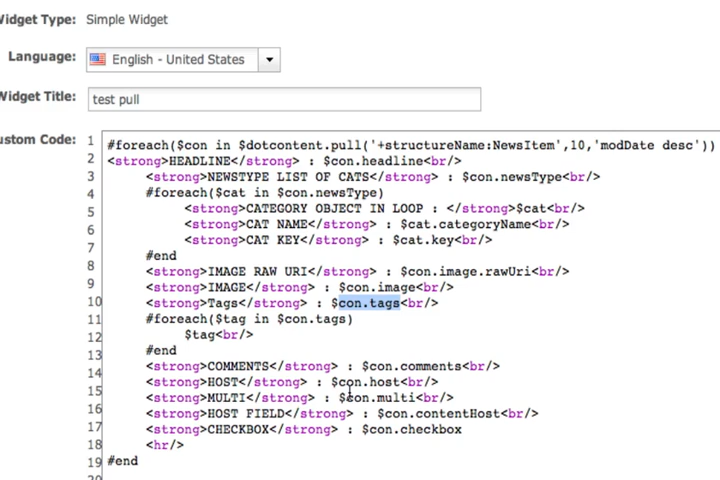 Widget Type: Simple Widget
Language: English - United States
Widget Title: test pull
ustom Code:
1 #foreach($con in $dotcontent.pull('+structureName:NewsItem',10,'modDate desc'))
2 <strong>HEADLINE</strong> : $con.headline<br/>
3 <strong>NEWSTYPE LIST OF CATS</strong> : $con.newsType<br/>
4 #foreach($cat in $con.newsType)
5 <strong>CATEGORY OBJECT IN LOOP : </strong>$cat<br/>
6 <strong>CAT NAME</strong> : $cat.categoryName<br/>
7 <strong>CAT KEY</strong> : $cat.key<br/>
8 #end
9 <strong>IMAGE RAW URI</strong> : $con.image.rawUri<br/>
10 <strong>IMAGE</strong> : $con.image<br/>
11 <strong>Tags</strong> : $con.tags<br/>
12 #foreach($tag in $con.tags)
13 $tag<br/>
14 #end
15 <strong>COMMENTS</strong> : $con.comments<br/>
16 <strong>HOST</strong> : $con.host<br/>
17 <strong>MULTI</strong> : $con.multi<br/>
18 <strong>HOST FIELD</strong> : $con.contentHost<br/>
19 <strong>CHECKBOX</strong> : $con.checkbox
<hr/>
#end